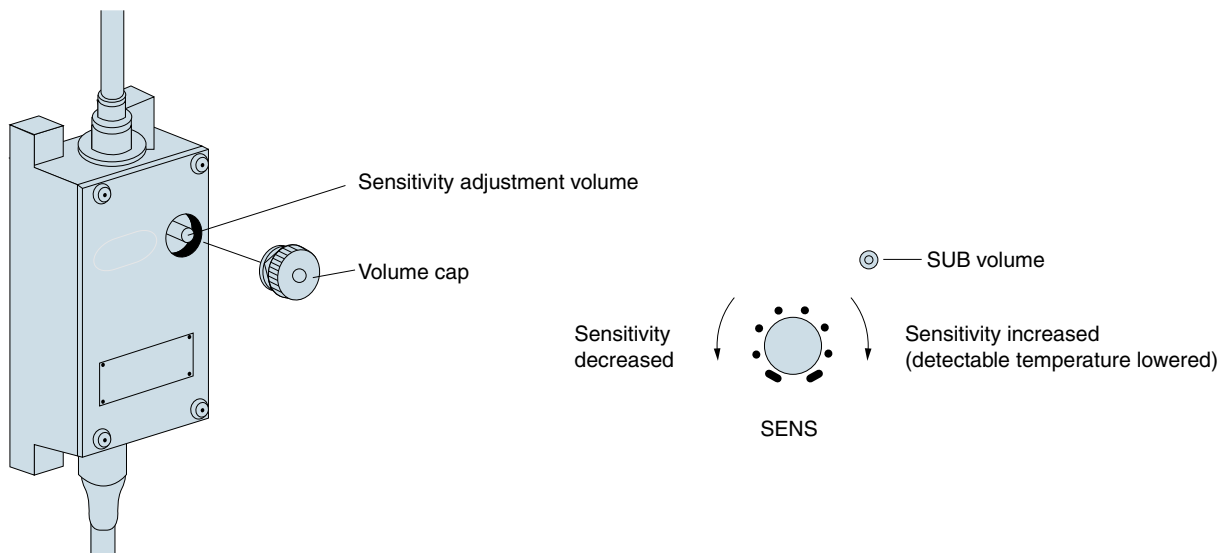 Sensitivity adjustment volume
Volume cap
SUB volume
Sensitivity
decreased
Sensitivity increased
(detectable temperature lowered)
SENS